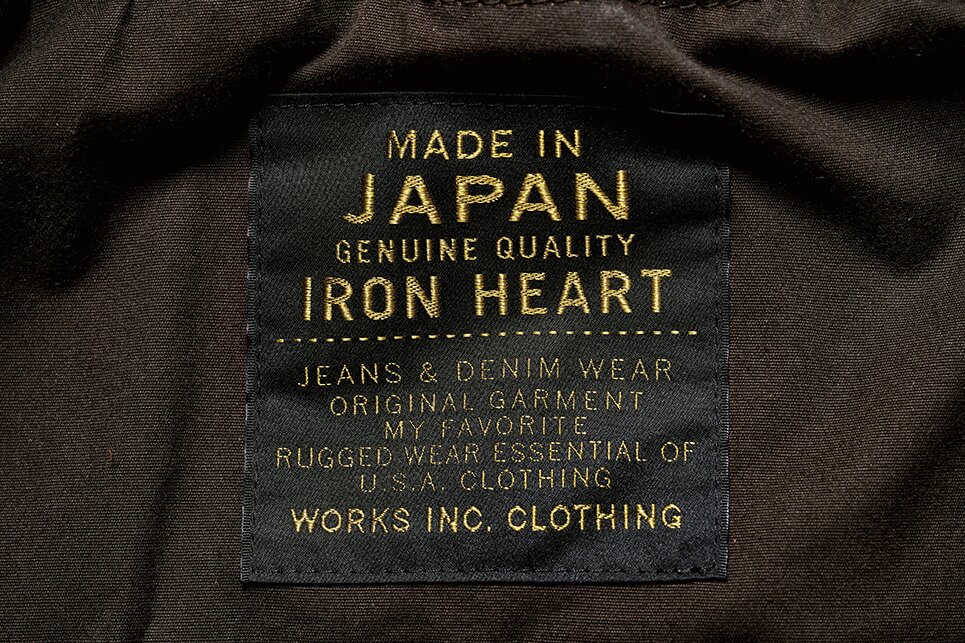 MADE IN
JAPAN
GENUINE QUALITY
IRON HEART
JEANS & DENIM WEAR
ORIGINAL GARMENT
MY FAVORITE
RUGGED WEAR ESSENTIAL OF
U.S.A. CLOTHING
WORKS INC. CLOTHING